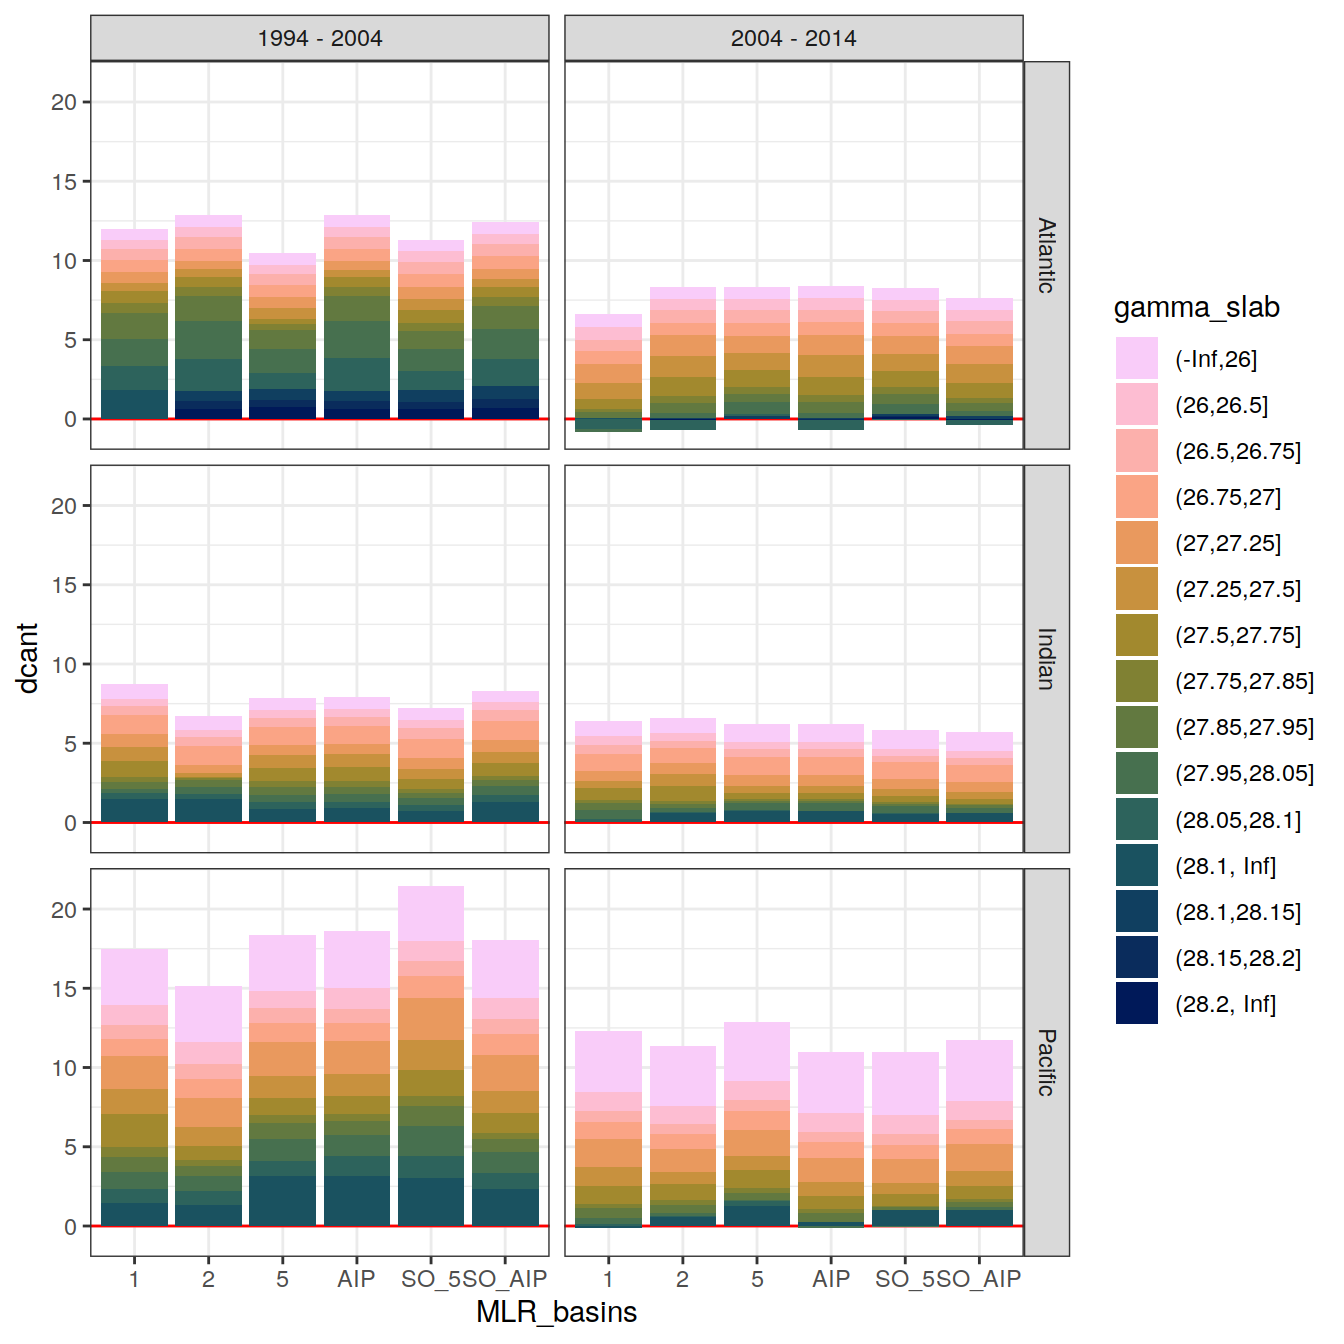 1994 - 2004
2004 - 2014
20
15
10
5
0
Atlantic
20
15
10
5
0
Indian
20
15
10
5
0
Pacific
dcant
1
2
5
AIP
SO_5
SO_AIP
1
2
5
AIP
SO_5
SO_AIP
MLR_basins
gamma_slab
(-Inf,26]
(26,26.5]
(26.5,26.75]
(26.75,27]
(27,27.25]
(27.25,27.5]
(27.5,27.75]
(27.75,27.85]
(27.85,27.95]
(27.95,28.05]
(28.05,28.1]
(28.1, Inf]
(28.1,28.15]
(28.15,28.2]
(28.2, Inf]